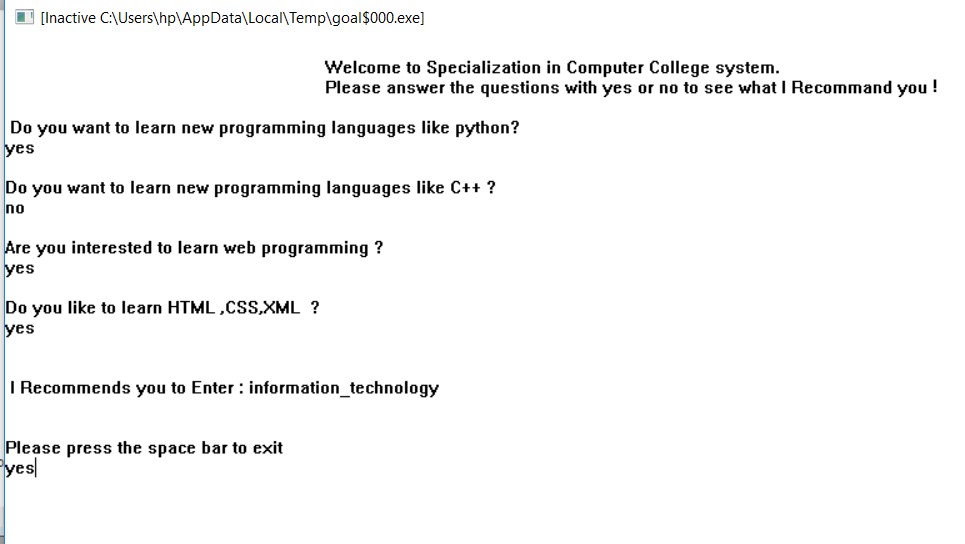 [Inactive C:\Users\hp\AppData\Local\Temp\goal$000.exe]
Welcome to Specialization in Computer College system.
Please answer the questions with yes or no to see what I Recommand you !
Do you want to learn new programming languages like python?
yes
Do you want to learn new programming languages like C++ ?
no
Are you interested to learn web programming ?
yes
Do you like to learn HTML ,CSS,XML  ?
yes
I Recommends you to Enter : information_technology
Please press the space bar to exit
yes